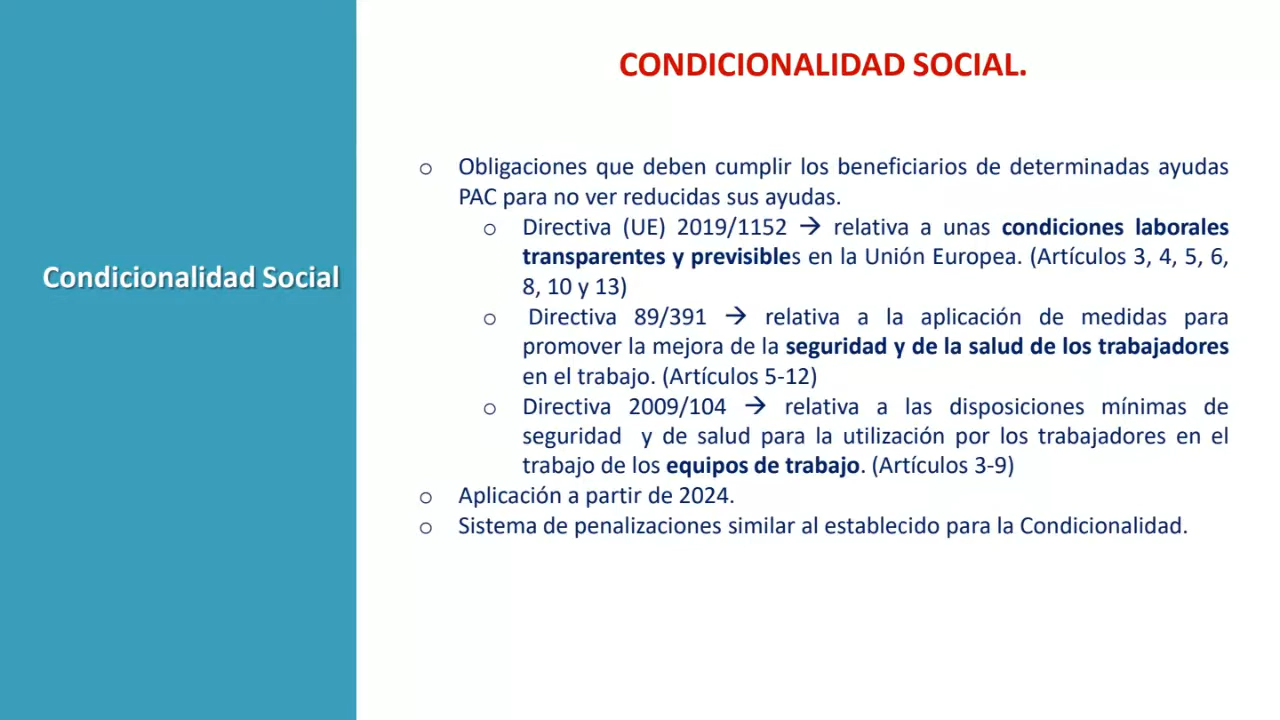 CONDICIONALIDAD SOCIAL.
Condicionalidad Social
o Obligaciones que deben cumplir los beneficiarios de determinadas ayudas
PAC para no ver reducidas sus ayudas.
o Directiva (UE) 2019/1152 → relativa a unas condiciones laborales
transparentes y previsibles en la Unión Europea. (Artículos 3, 4, 5, 6,
8, 10 y 13)
o Directiva 89/391 → relativa a la aplicación de medidas para
promover la mejora de la seguridad y de la salud de los trabajadores
en el trabajo. (Artículos 5-12)
o Directiva 2009/104 → relativa a las disposiciones mínimas de
seguridad y de salud para la utilización por los trabajadores en el
trabajo de los equipos de trabajo. (Artículos 3-9)
o Aplicación a partir de 2024.
o Sistema de penalizaciones similar al establecido para la Condicionalidad.